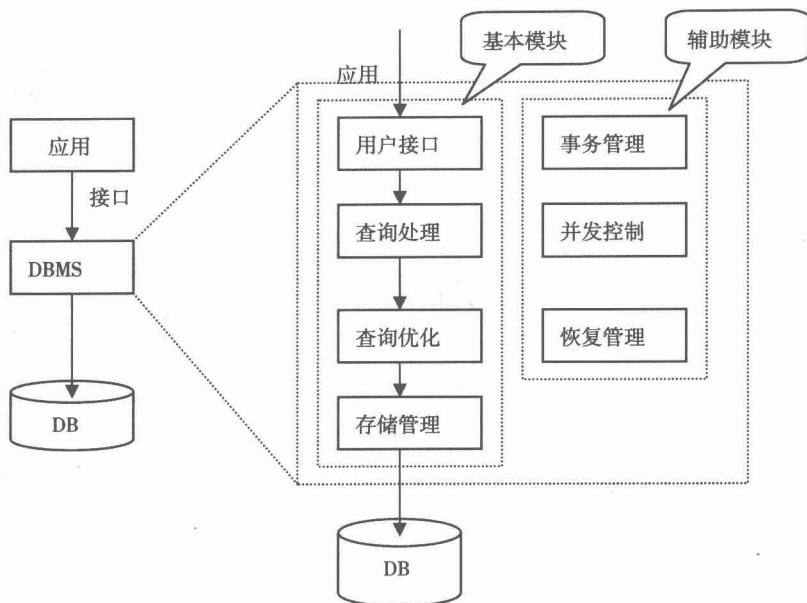 基本模块
辅助模块
应用
应用
接口
DBMS
DB
用户接口
查询处理
查询优化
存储管理
DB
事务管理
并发控制
恢复管理